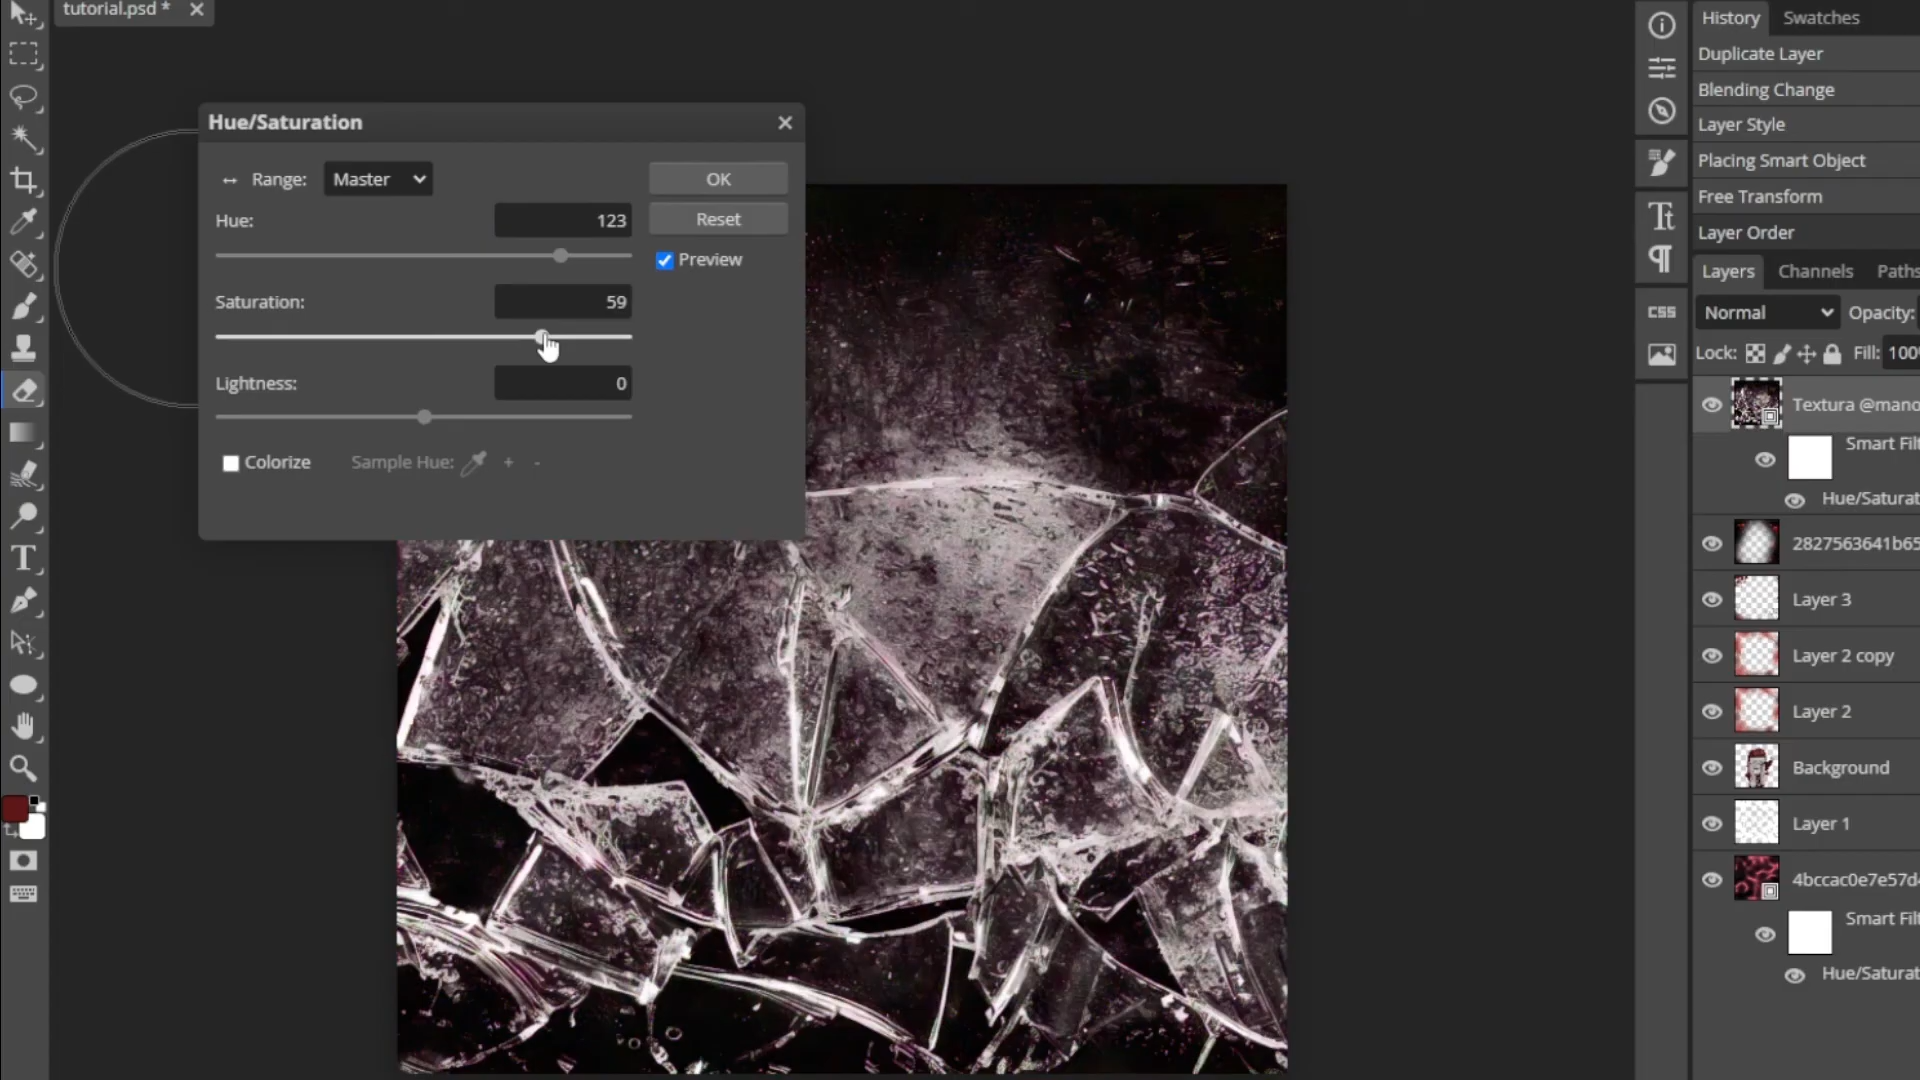 tutorial.psd *
Hue/Saturation
Range: Master
OK
Hue: 123
Reset
Preview
Saturation: 59
Lightness: 0
Colorize Sample Hue: + -
T
Tt
¶
CSS
History Swatches
Duplicate Layer
Blending Change
Layer Style
Placing Smart Object
Free Transform
Layer Order
Layers Channels Paths
Normal Opacity:
Lock: Fill: 100
Textura @mano
Smart Filt
Hue/Saturat
2827563641b65
Layer 3
Layer 2 copy
Layer 2
Background
Layer 1
4bccac0e7e57d
Smart Filt
Hue/Saturat